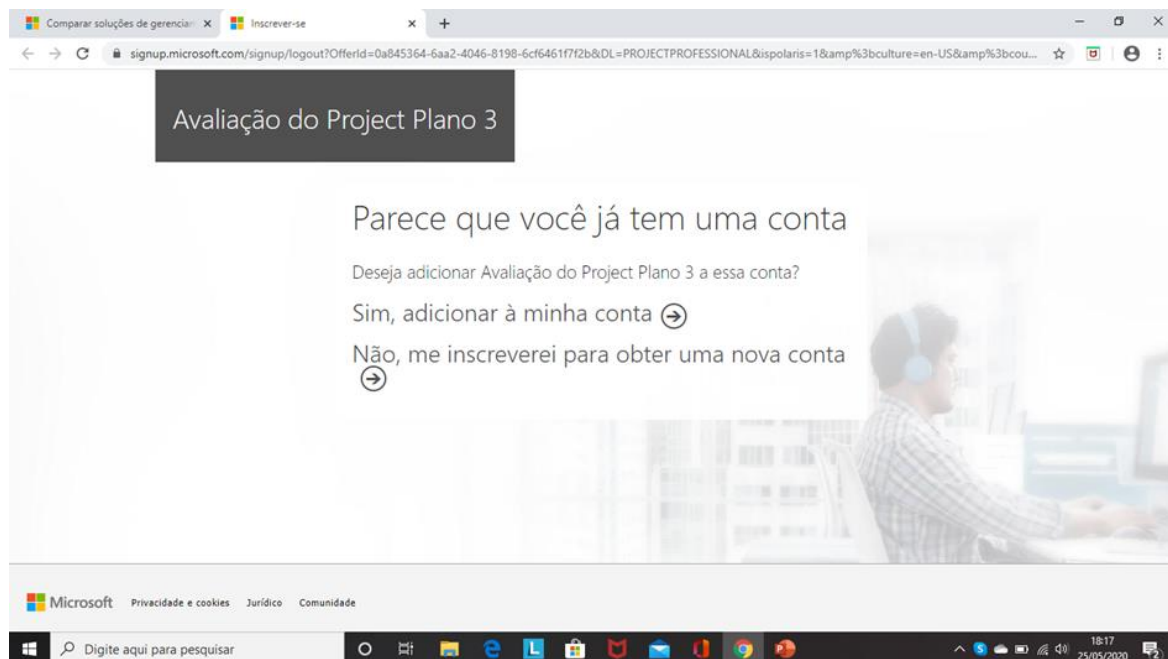 Comparar soluções de gerencian
Inscrever-se
signup.microsoft.com/signup/logout?OfferId=0a845364-6aa2-4046-8198-6cf6461f7f2b&DL=PROJECTPROFESSIONAL&ispolaris=1&amp%3bculture=en-US&amp%3bcou...
Avaliação do Project Plano 3
Parece que você já tem uma conta
Deseja adicionar Avaliação do Project Plano 3 a essa conta?
Sim, adicionar à minha conta
Não, me inscreverei para obter uma nova conta
Microsoft Privacidade e cookies Jurídico Comunidade
Digite aqui para pesquisar
18:17
25/05/2020